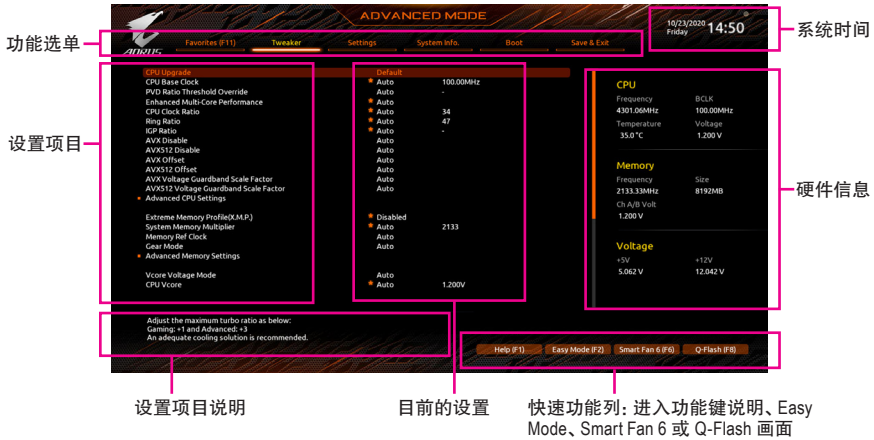 ADVANCED MODE
10/23/2020
Friday
14:50
系统时间
功能选单
AORUS
Favorites (F11) Tweaker Settings System Info. Boot Save & Exit
CPU Upgrade Default
CPU Base Clock Auto 100.00MHz
PVD Ratio Threshold Override Auto -
Enhanced Multi-Core Performance Auto
CPU Clock Ratio Auto 34
Ring Ratio Auto 47
IGP Ratio Auto -
AVX Disable Auto
AVX512 Disable Auto
AVX Offset Auto
AVX512 Offset Auto
AVX Voltage Guardband Scale Factor Auto
AVX512 Voltage Guardband Scale Factor Auto
Advanced CPU Settings
Extreme Memory Profile(X.M.P.) Disabled
System Memory Multiplier Auto 2133
Memory Ref Clock Auto
Gear Mode Auto
Advanced Memory Settings
Vcore Voltage Mode Auto
CPU Vcore Auto 1.200V
设置项目
CPU
Frequency BCLK
4301.06MHz 100.00MHz
Temperature Voltage
35.0 °C 1.200 V
Memory
Frequency Size
2133.33MHz 8192MB
Ch A/B Volt
1.200 V
Voltage
+5V +12V
5.062 V 12.042 V
硬件信息
Adjust the maximum turbo ratio as below:
Gaming: +1 and Advanced: +3
An adequate cooling solution is recommended.
Help (F1) Easy Mode (F2) Smart Fan 6 (F6) Q-Flash (F8)
设置项目说明
目前的设置
快速功能列: 进入功能键说明、Easy
Mode、Smart Fan 6 或 Q-Flash 画面